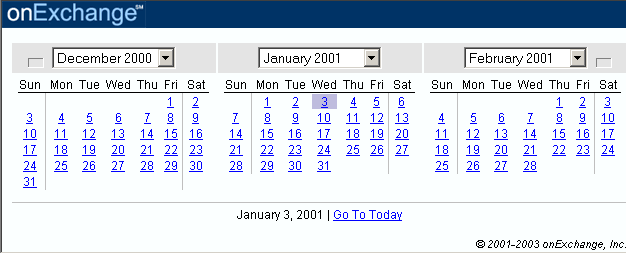 onExchange℠
December 2000
Sun Mon Tue Wed Thu Fri Sat
1 2
3 4 5 6 7 8 9
10 11 12 13 14 15 16
17 18 19 20 21 22 23
24 25 26 27 28 29 30
31
January 2001
Sun Mon Tue Wed Thu Fri Sat
1 2 3 4 5 6
7 8 9 10 11 12 13
14 15 16 17 18 19 20
21 22 23 24 25 26 27
28 29 30 31
February 2001
Sun Mon Tue Wed Thu Fri Sat
1 2 3
4 5 6 7 8 9 10
11 12 13 14 15 16 17
18 19 20 21 22 23 24
25 26 27 28
January 3, 2001 | Go To Today
© 2001-2003 onExchange, Inc.